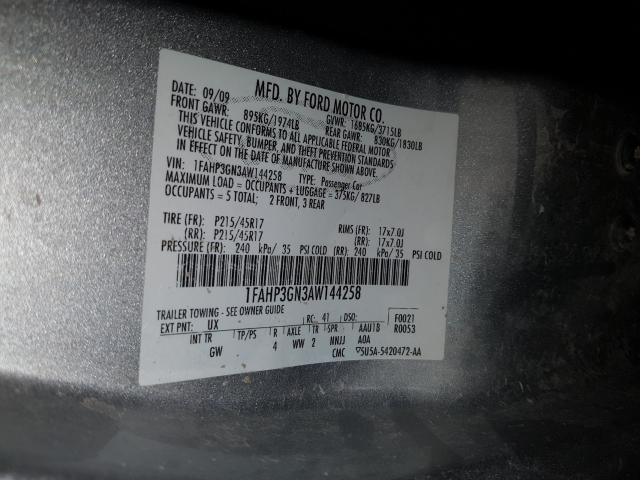 MFD. BY FORD MOTOR CO.
DATE: 09/09 GVWR: 1685KG/3715LB
FRONT GAWR: 895KG/1974LB REAR GAWR: 830KG/1830LB
THIS VEHICLE CONFORMS TO ALL APPLICABLE FEDERAL MOTOR
VEHICLE SAFETY, BUMPER, AND THEFT PREVENTION STANDARDS
IN EFFECT ON THE DATE OF MANUFACTURE SHOWN ABOVE.
VIN: 1FAHP3GN3AW144258 TYPE: Passenger Car
MAXIMUM LOAD = OCCUPANTS + LUGGAGE = 375KG/ 827LB
OCCUPANTS = 5 TOTAL: 2 FRONT, 3 REAR
TIRE (FR): P215/45R17 RIMS (FR): 17x7.0J
(RR): P215/45R17 (RR): 17x7.0J
PRESSURE (FR): 240 kPa/ 35 PSI COLD (RR): 240 kPa/ 35 PSI COLD
1FAHP3GN3AW144258
TRAILER TOWING - SEE OWNER GUIDE
EXT PNT: UX RC: 41 DSO: F0021
INT TR TP/PS R AXLE TR SPR AAU1B R0053
GW 4 WW 2 NNJJ AOA
CMC 5U5A-5420472-AA